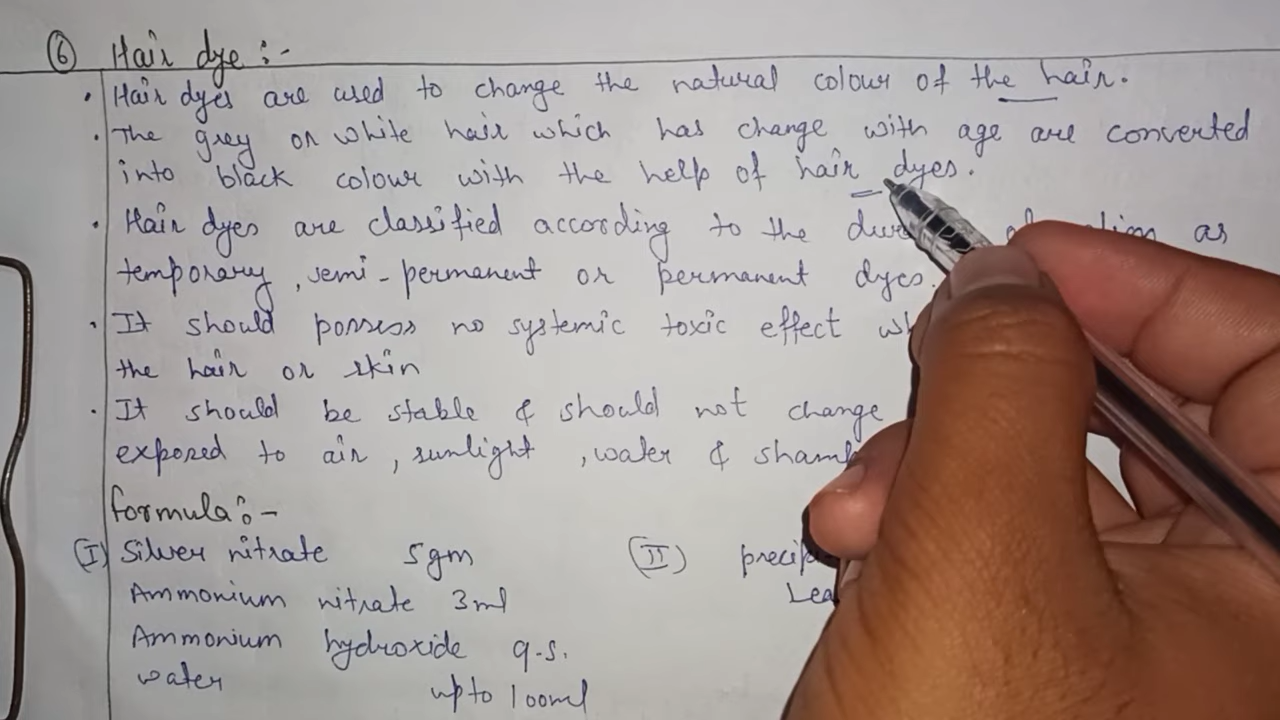 ⑥ Hair dye :-
• Hair dyes are used to change the natural colour of the hair.
• The grey or white hair which has change with age are converted
into black colour with the help of hair dyes.
• Hair dyes are classified according to the as
temporary, semi-permanent or permanent dyes.
• It should possess no systemic toxic effect
the hair or skin
• It should be stable & should not change
exposed to air, sunlight, water &
formula :-
(I) Silver nitrate 5gm (II)
Ammonium nitrate 3ml
Ammonium hydroxide q.s.
water upto 100ml